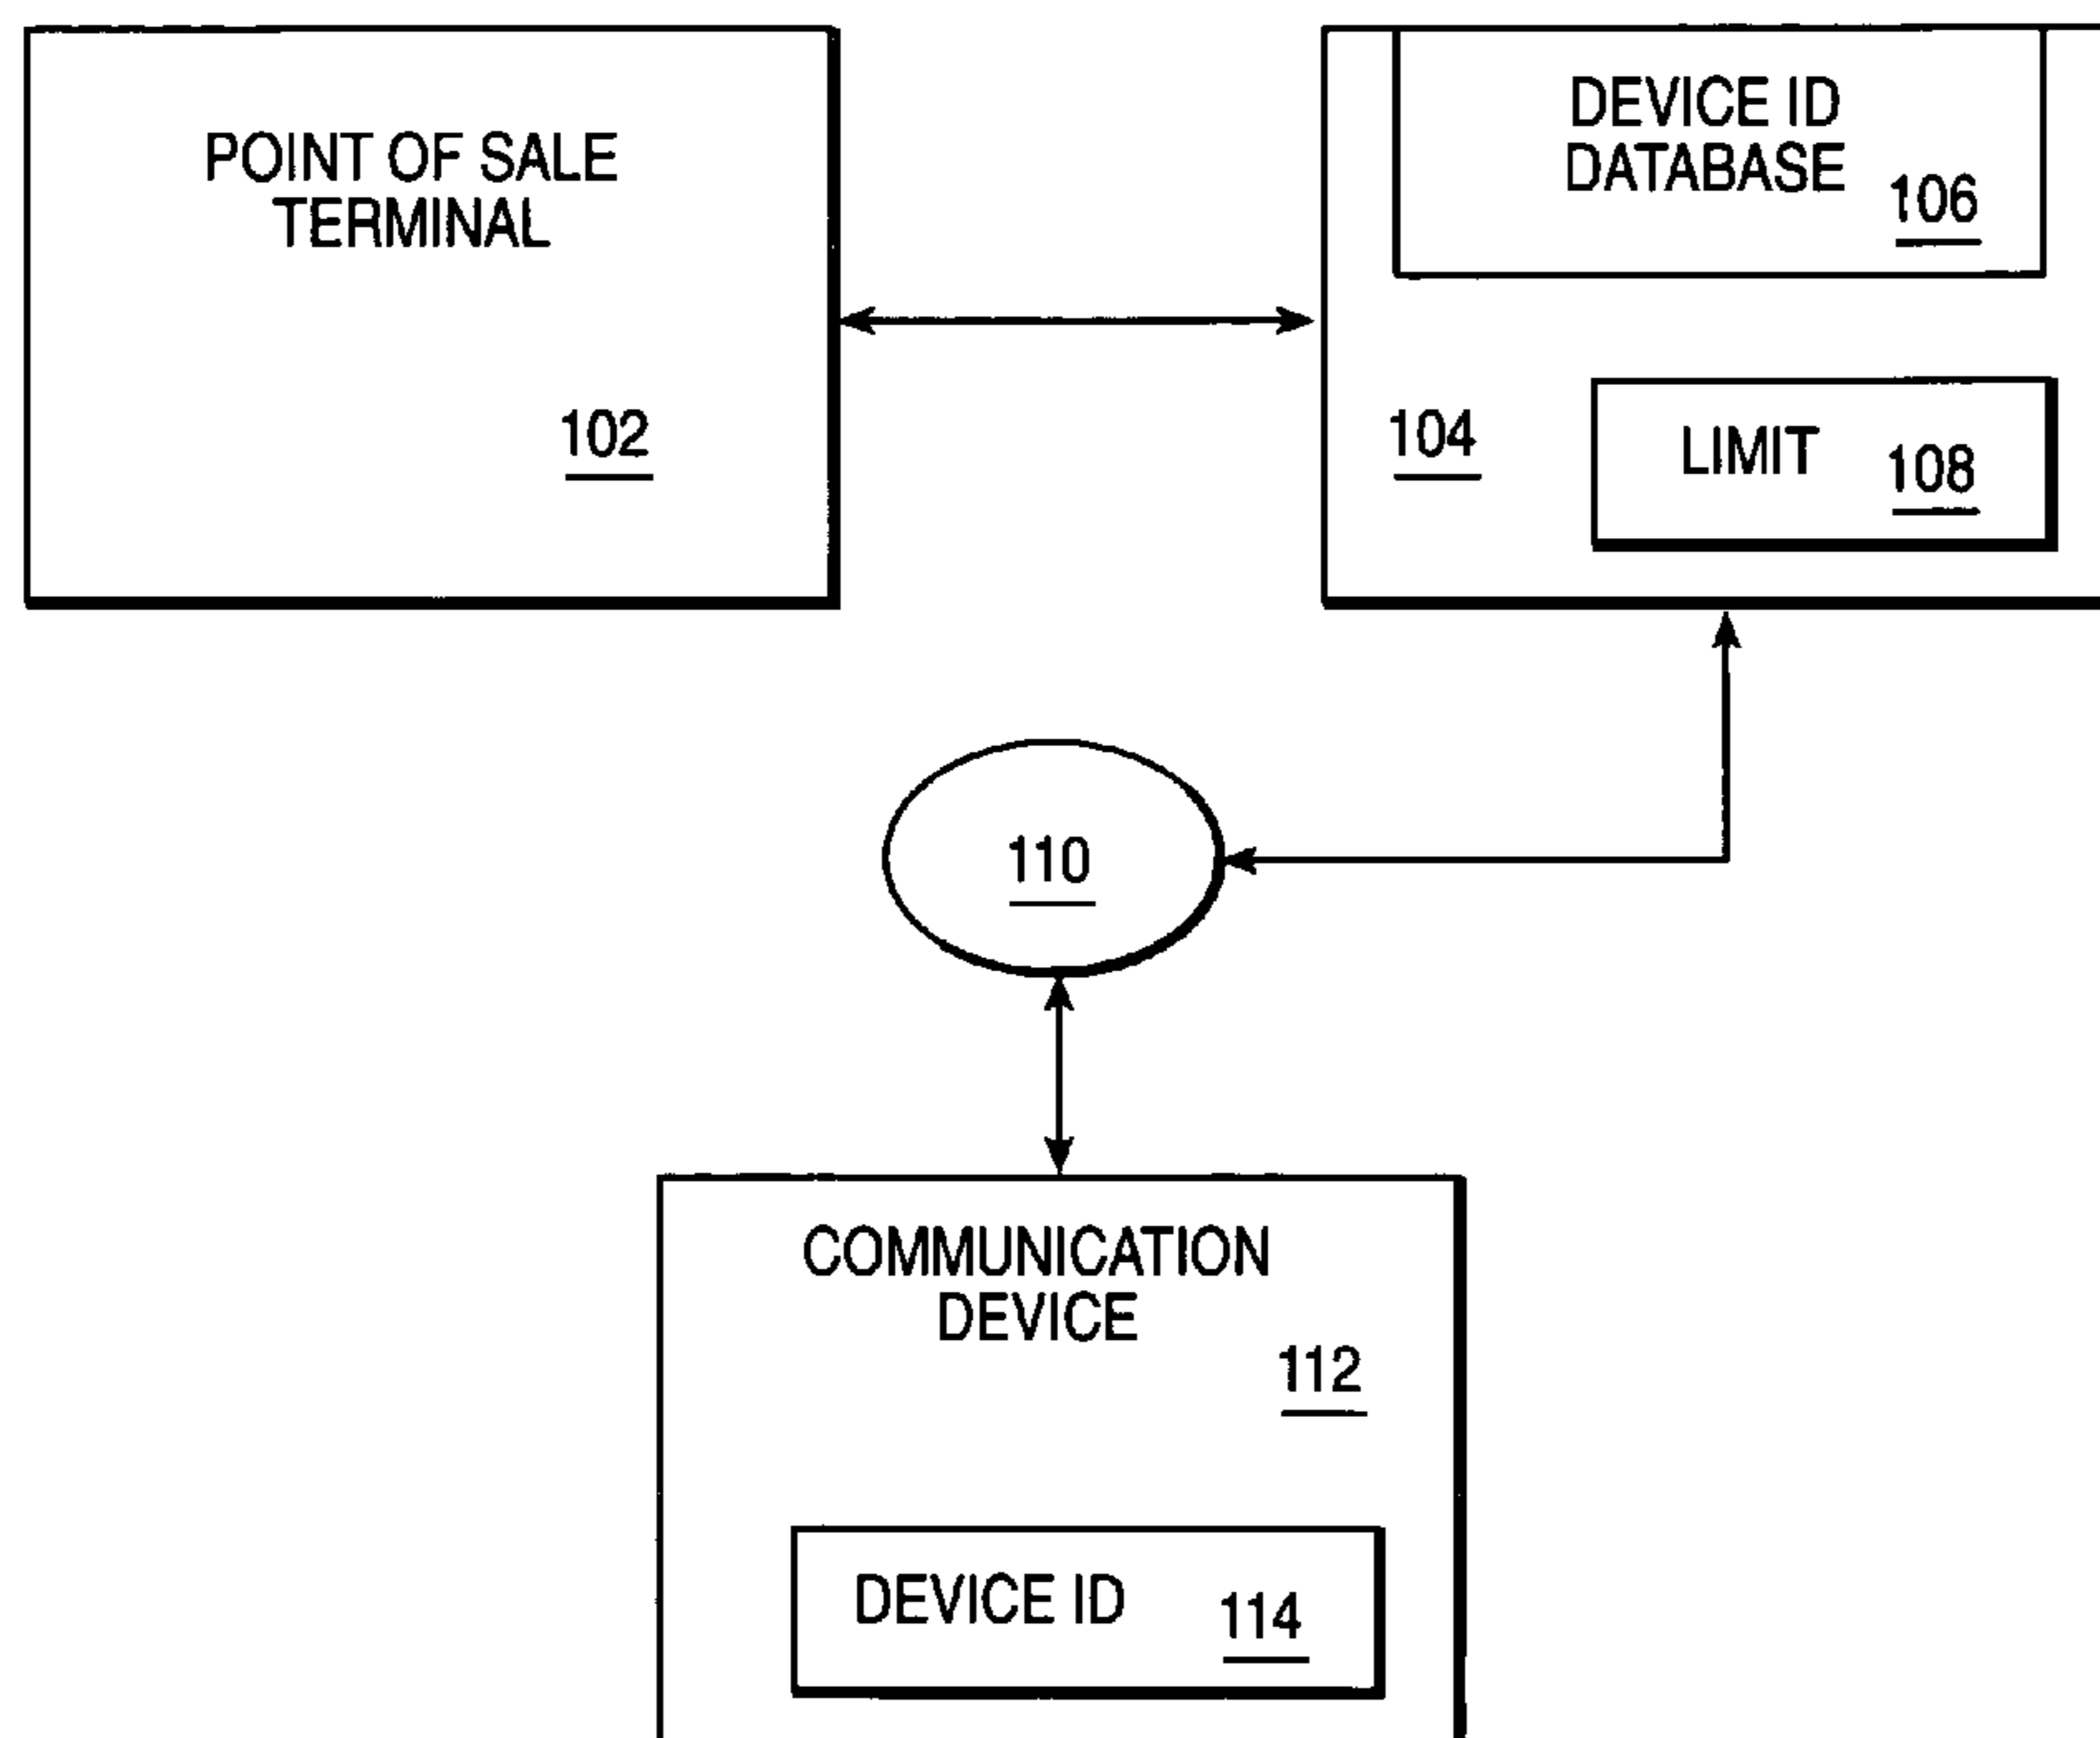 POINT OF SALE
TERMINAL
102
DEVICE ID
DATABASE
106
104
LIMIT
108
110
COMMUNICATION
DEVICE
112
DEVICE ID
114